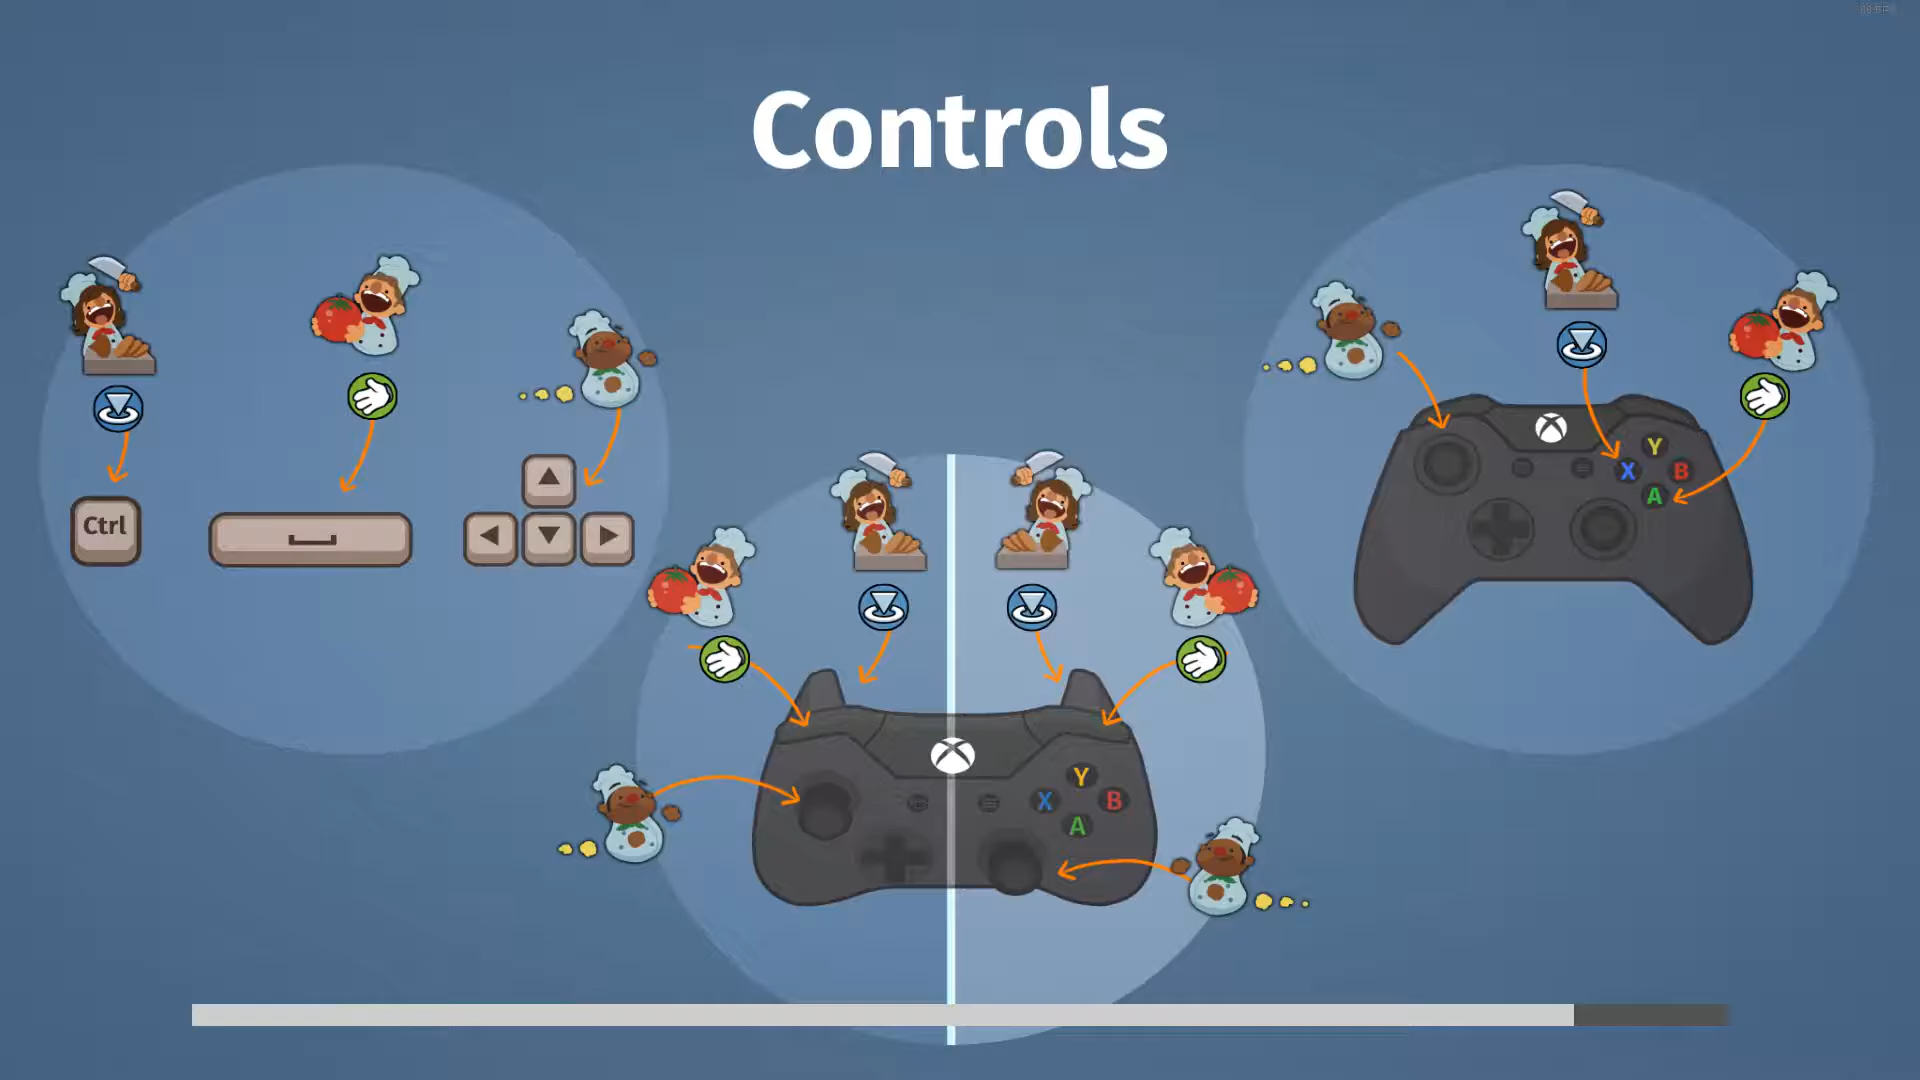 Controls
Ctrl
Y
X B
A
Y
X B
A